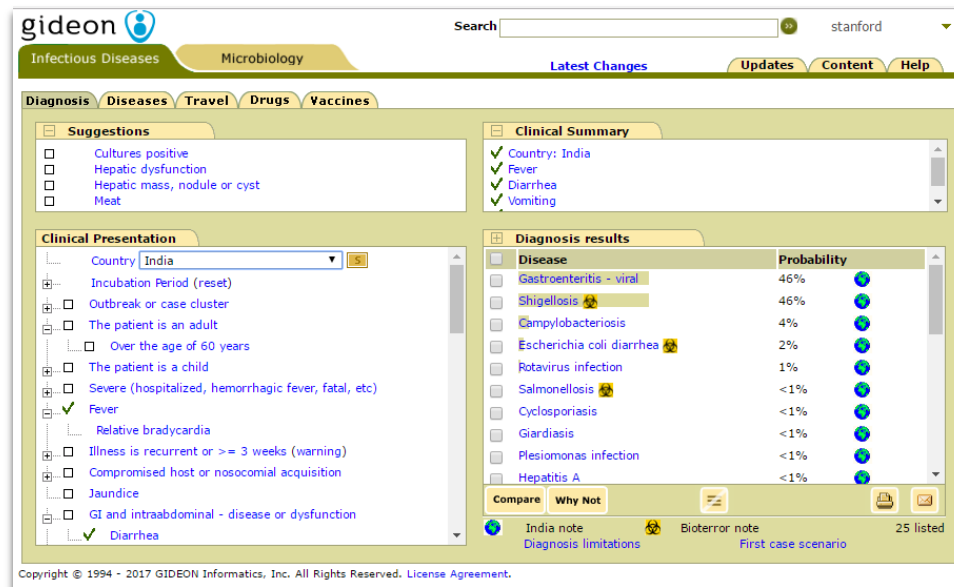 gideon
Search
stanford
Infectious Diseases
Microbiology
Latest Changes
Updates
Content
Help
Diagnosis
Diseases
Travel
Drugs
Vaccines
Suggestions
Cultures positive
Hepatic dysfunction
Hepatic mass, nodule or cyst
Meat
Clinical Summary
Country: India
Fever
Diarrhea
Vomiting
Clinical Presentation
Country India S
Incubation Period (reset)
Outbreak or case cluster
The patient is an adult
Over the age of 60 years
The patient is a child
Severe (hospitalized, hemorrhagic fever, fatal, etc)
Fever
Relative bradycardia
Illness is recurrent or >= 3 weeks (warning)
Compromised host or nosocomial acquisition
Jaundice
GI and intraabdominal - disease or dysfunction
Diarrhea
Diagnosis results
Disease Probability
Gastroenteritis - viral 46%
Shigellosis 46%
Campylobacteriosis 4%
Escherichia coli diarrhea 2%
Rotavirus infection 1%
Salmonellosis <1%
Cyclosporiasis <1%
Giardiasis <1%
Plesiomonas infection <1%
Hepatitis A <1%
Compare Why Not
India note Bioterror note 25 listed
Diagnosis limitations First case scenario
Copyright © 1994 - 2017 GIDEON Informatics, Inc. All Rights Reserved. License Agreement.